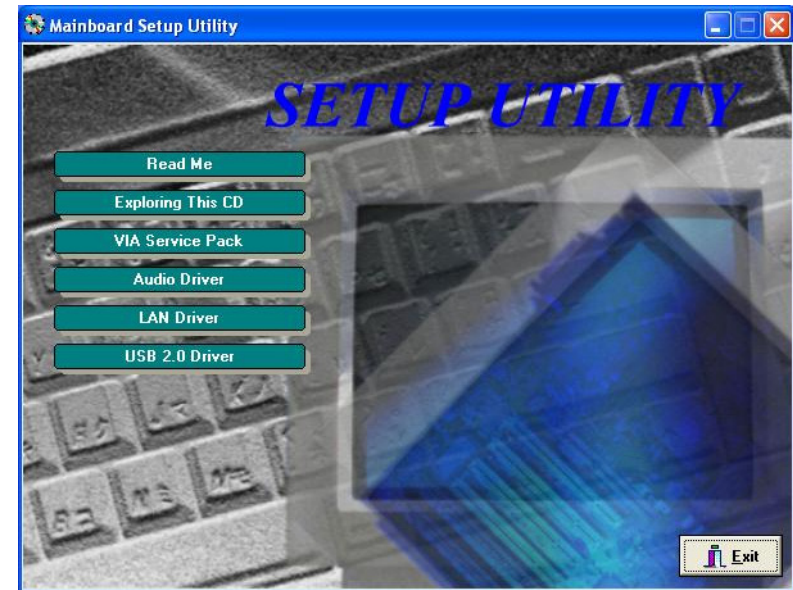 Mainboard Setup Utility
SETUP UTILITY
Read Me
Exploring This CD
VIA Service Pack
Audio Driver
LAN Driver
USB 2.0 Driver
Exit